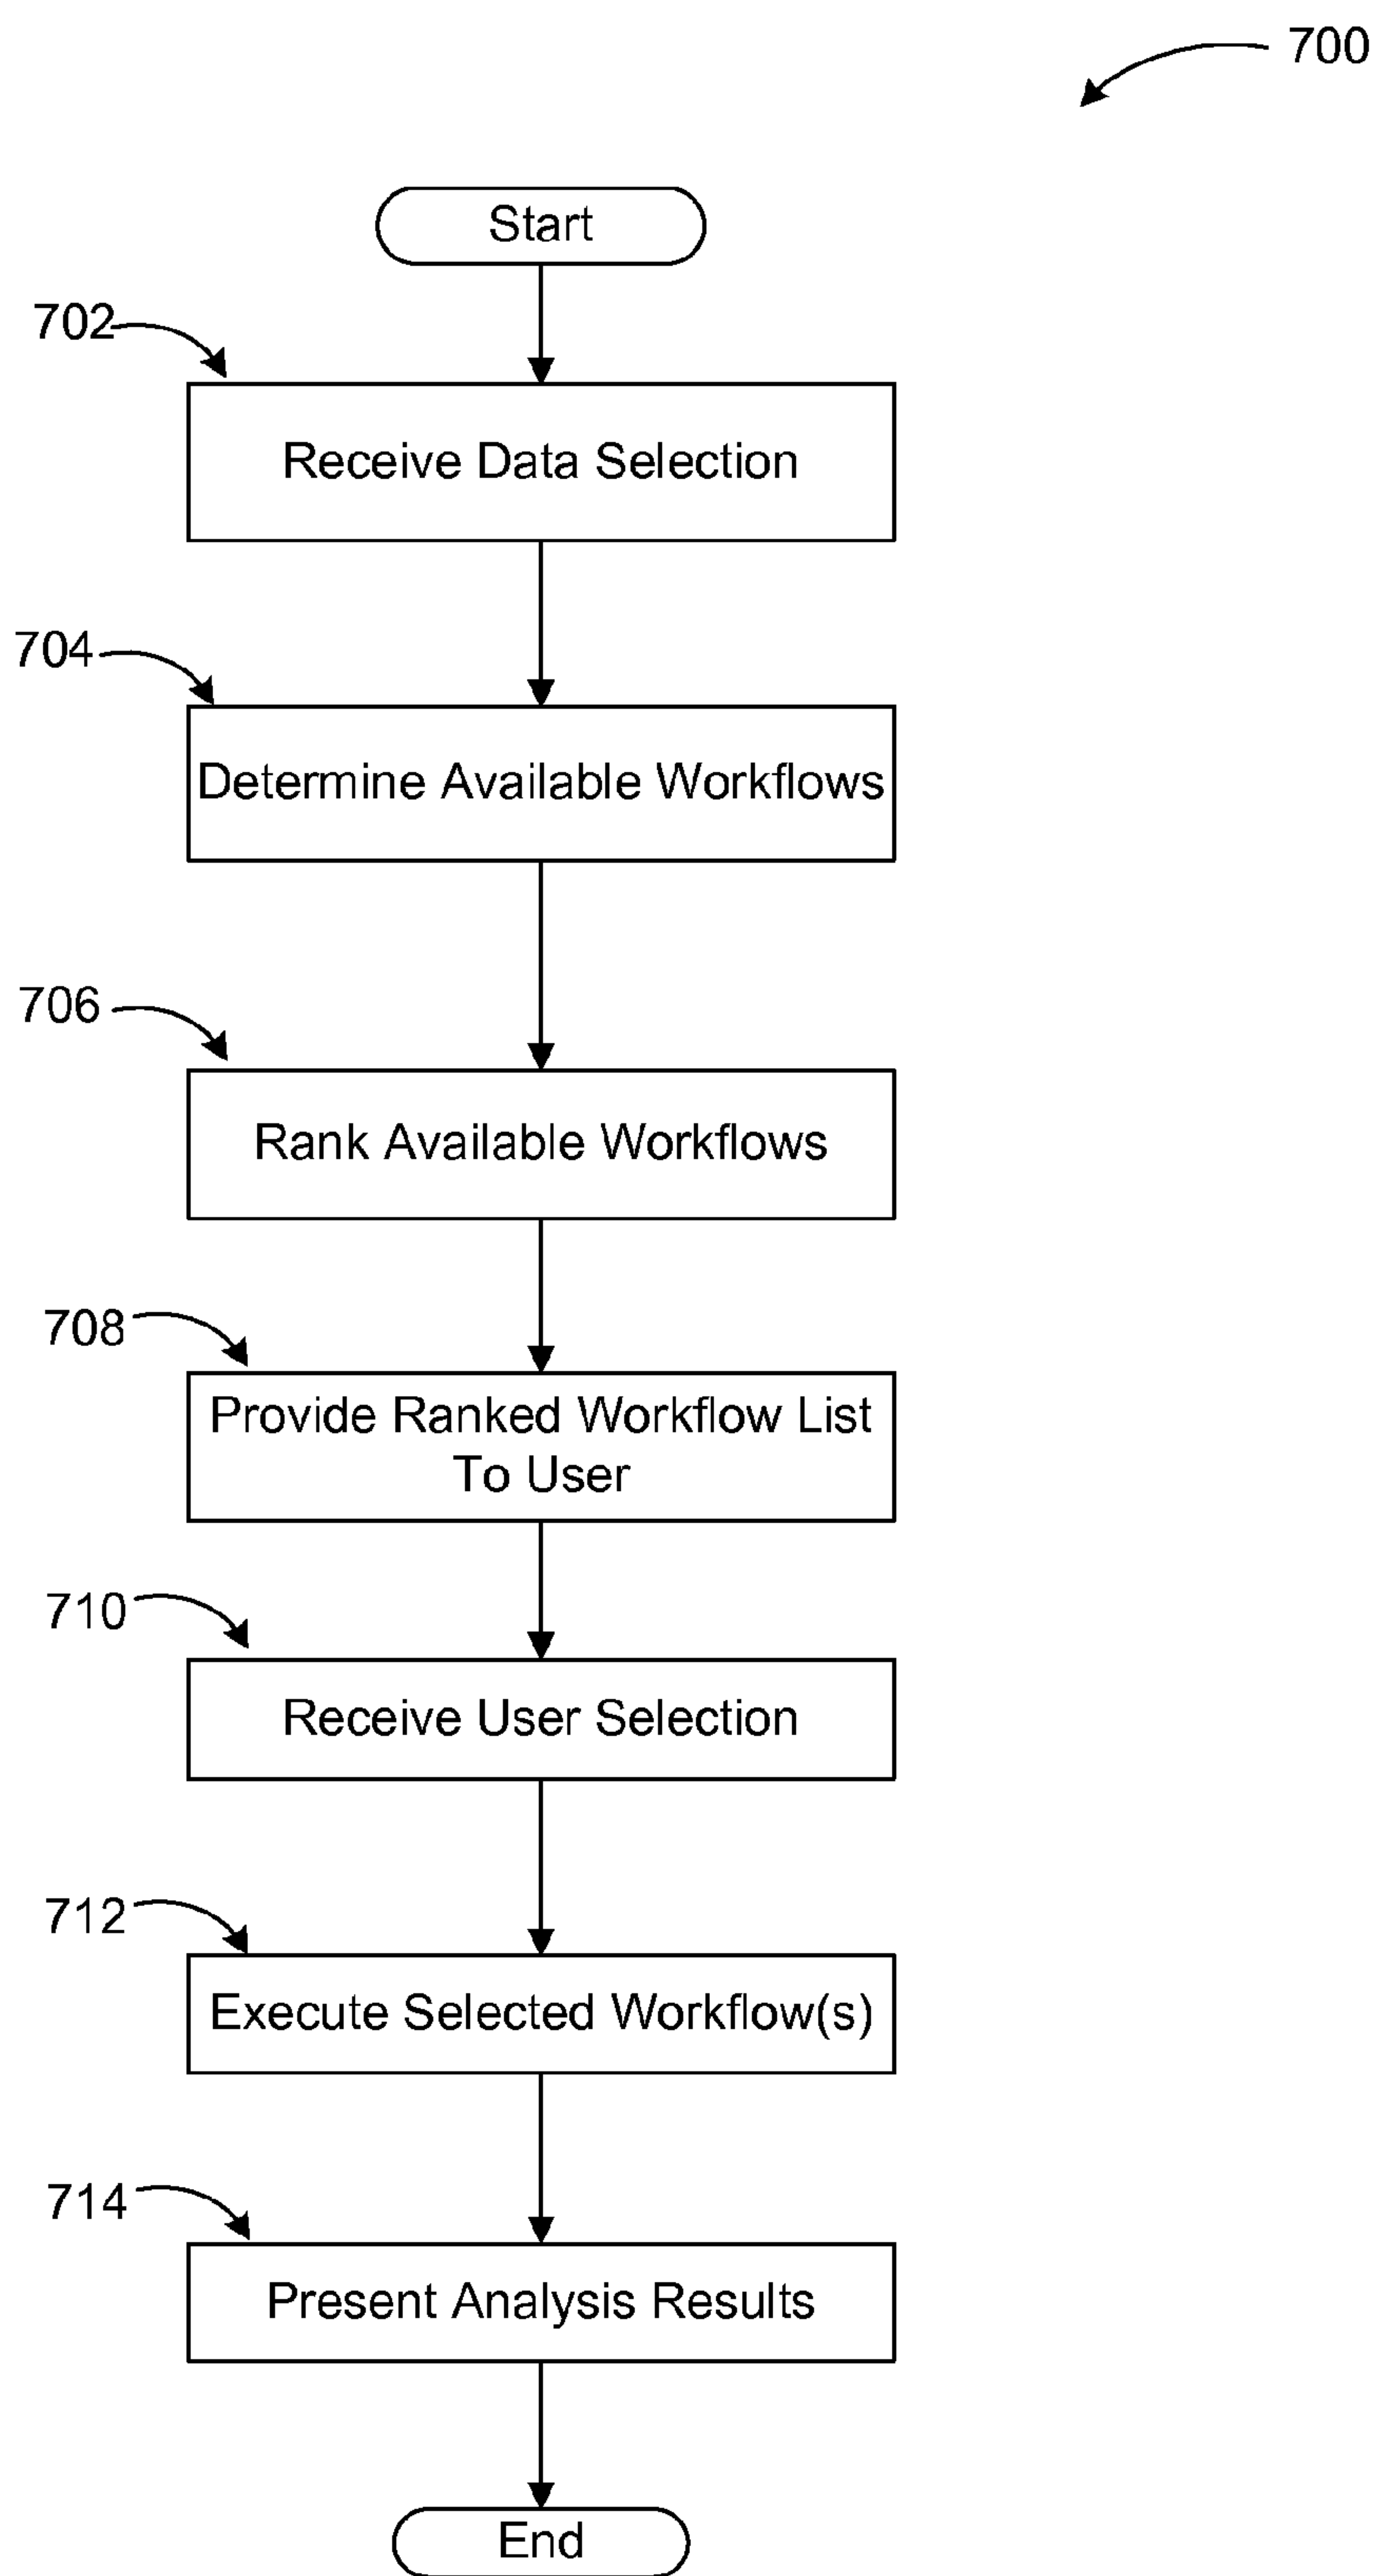 700
Start
702
Receive Data Selection
704
Determine Available Workflows
706
Rank Available Workflows
708
Provide Ranked Workflow List
To User
710
Receive User Selection
712
Execute Selected Workflow(s)
714
Present Analysis Results
End